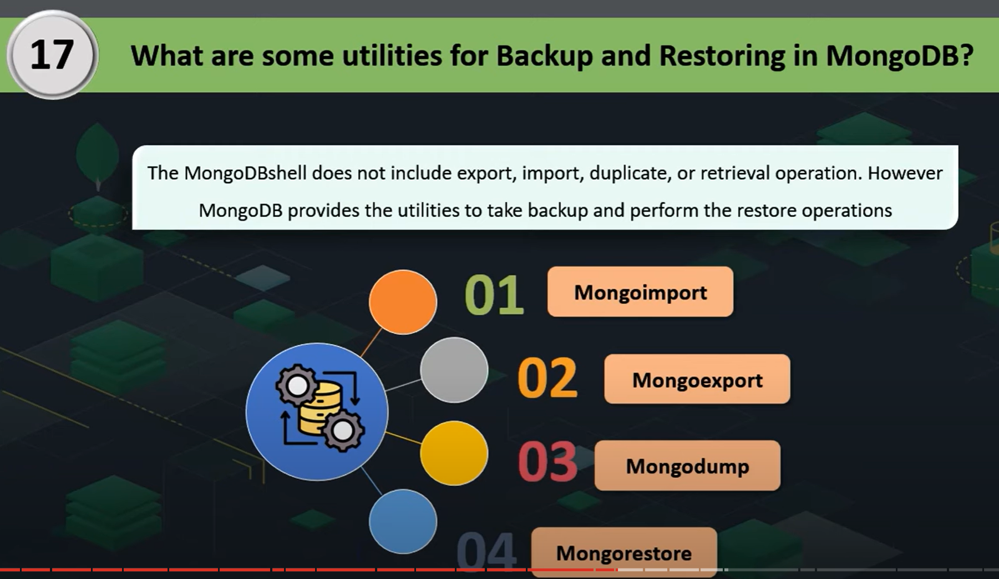 17
What are some utilities for Backup and Restoring in MongoDB?
The MongoDBshell does not include export, import, duplicate, or retrieval operation. However
MongoDB provides the utilities to take backup and perform the restore operations
01
Mongoimport
02
Mongoexport
03
Mongodump
04
Mongorestore